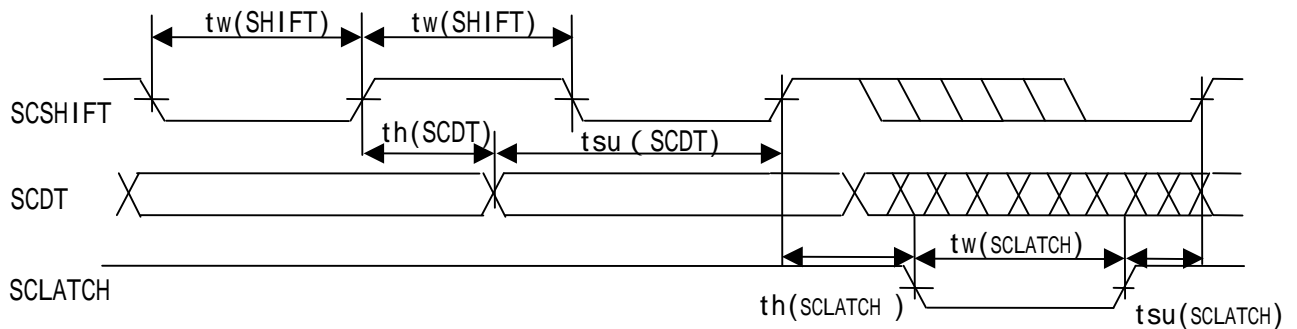 tw(SHIFT) tw(SHIFT)
SCSHIFT
th(SCDT) tsu (SCDT)
SCDT
tw(SCLATCH)
SCLATCH
th(SCLATCH ) tsu(SCLATCH)